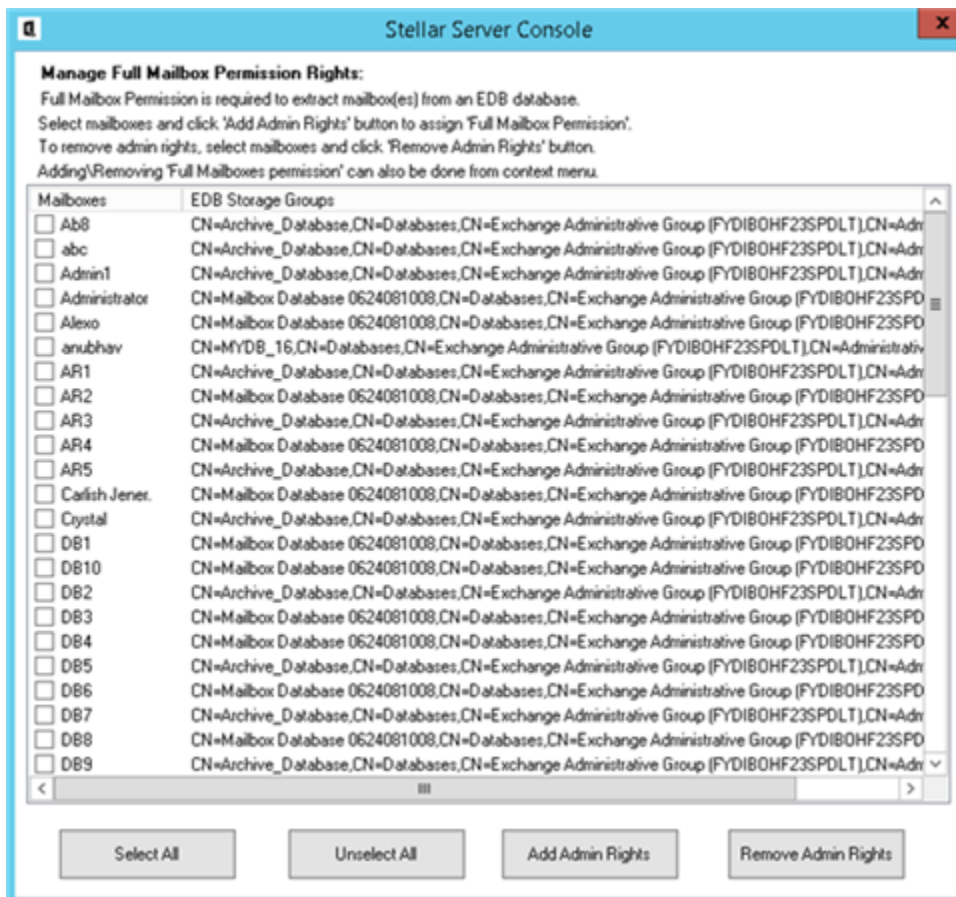 Stellar Server Console
Manage Full Mailbox Permission Rights:
Full Mailbox Permission is required to extract mailbox(es) from an EDB database.
Select mailboxes and click 'Add Admin Rights' button to assign 'Full Mailbox Permission'.
To remove admin rights, select mailboxes and click 'Remove Admin Rights' button.
Adding\Removing 'Full Mailboxes permission' can also be done from context menu.
Mailboxes EDB Storage Groups
Ab8 CN=Archive_Database,CN=Databases,CN=Exchange Administrative Group (FYDIBOHF23SPDLT),CN=Adm
abc CN=Archive_Database,CN=Databases,CN=Exchange Administrative Group (FYDIBOHF23SPDLT),CN=Adm
Admin1 CN=Archive_Database,CN=Databases,CN=Exchange Administrative Group (FYDIBOHF23SPDLT),CN=Adm
Administrator CN=Mailbox Database 0624081008,CN=Databases,CN=Exchange Administrative Group (FYDIBOHF23SPD
Alexo CN=Mailbox Database 0624081008,CN=Databases,CN=Exchange Administrative Group (FYDIBOHF23SPD
anubhav CN=MYDB_16,CN=Databases,CN=Exchange Administrative Group (FYDIBOHF23SPDLT),CN=Administrativ
AR1 CN=Archive_Database,CN=Databases,CN=Exchange Administrative Group (FYDIBOHF23SPDLT),CN=Adm
AR2 CN=Mailbox Database 0624081008,CN=Databases,CN=Exchange Administrative Group (FYDIBOHF23SPD
AR3 CN=Archive_Database,CN=Databases,CN=Exchange Administrative Group (FYDIBOHF23SPDLT),CN=Adm
AR4 CN=Mailbox Database 0624081008,CN=Databases,CN=Exchange Administrative Group (FYDIBOHF23SPD
AR5 CN=Archive_Database,CN=Databases,CN=Exchange Administrative Group (FYDIBOHF23SPDLT),CN=Adm
Carlish Jener. CN=Mailbox Database 0624081008,CN=Databases,CN=Exchange Administrative Group (FYDIBOHF23SPD
Crystal CN=Archive_Database,CN=Databases,CN=Exchange Administrative Group (FYDIBOHF23SPDLT),CN=Adm
DB1 CN=Mailbox Database 0624081008,CN=Databases,CN=Exchange Administrative Group (FYDIBOHF23SPD
DB10 CN=Mailbox Database 0624081008,CN=Databases,CN=Exchange Administrative Group (FYDIBOHF23SPD
DB2 CN=Archive_Database,CN=Databases,CN=Exchange Administrative Group (FYDIBOHF23SPDLT),CN=Adm
DB3 CN=Mailbox Database 0624081008,CN=Databases,CN=Exchange Administrative Group (FYDIBOHF23SPD
DB4 CN=Mailbox Database 0624081008,CN=Databases,CN=Exchange Administrative Group (FYDIBOHF23SPD
DB5 CN=Archive_Database,CN=Databases,CN=Exchange Administrative Group (FYDIBOHF23SPDLT),CN=Adm
DB6 CN=Mailbox Database 0624081008,CN=Databases,CN=Exchange Administrative Group (FYDIBOHF23SPD
DB7 CN=Archive_Database,CN=Databases,CN=Exchange Administrative Group (FYDIBOHF23SPDLT),CN=Adm
DB8 CN=Mailbox Database 0624081008,CN=Databases,CN=Exchange Administrative Group (FYDIBOHF23SPD
DB9 CN=Archive_Database,CN=Databases,CN=Exchange Administrative Group (FYDIBOHF23SPDLT),CN=Adm
Select All Unselect All Add Admin Rights Remove Admin Rights